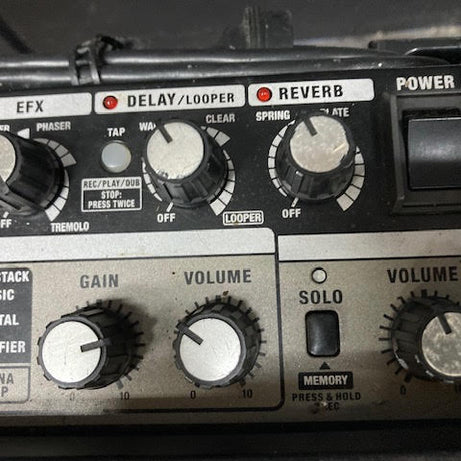 EFX
DELAY/LOOPER
REVERB
POWER
PHASER
TAP
CLEAR
SPRING
REC/PLAY/DUB
STOP:
PRESS TWICE
OFF
LOOPER
OFF
TREMOLO
STACK
GAIN
VOLUME
SOLO
VOLUME
MEMORY
PRESS & HOLD
0
10
0
10
0